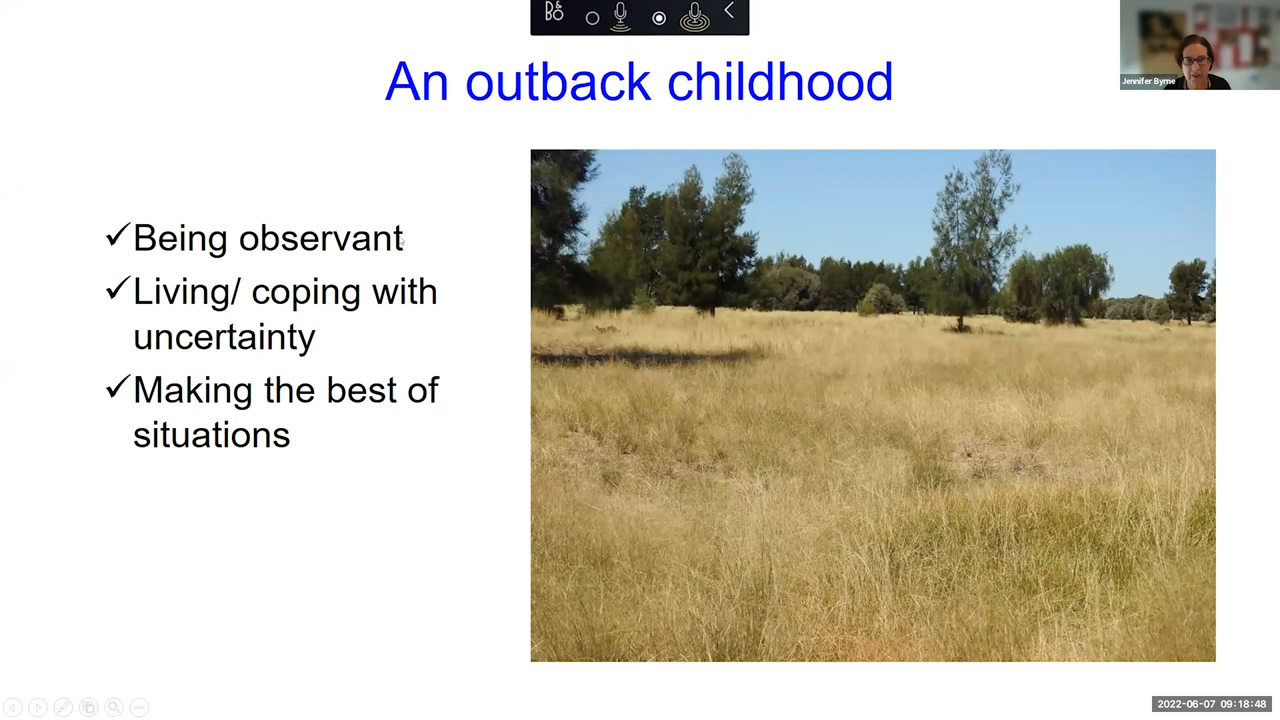 B&O
An outback childhood
Jennifer Byrne
✓Being observant
✓Living/ coping with
uncertainty
✓Making the best of
situations
2022-06-07 09:18:48